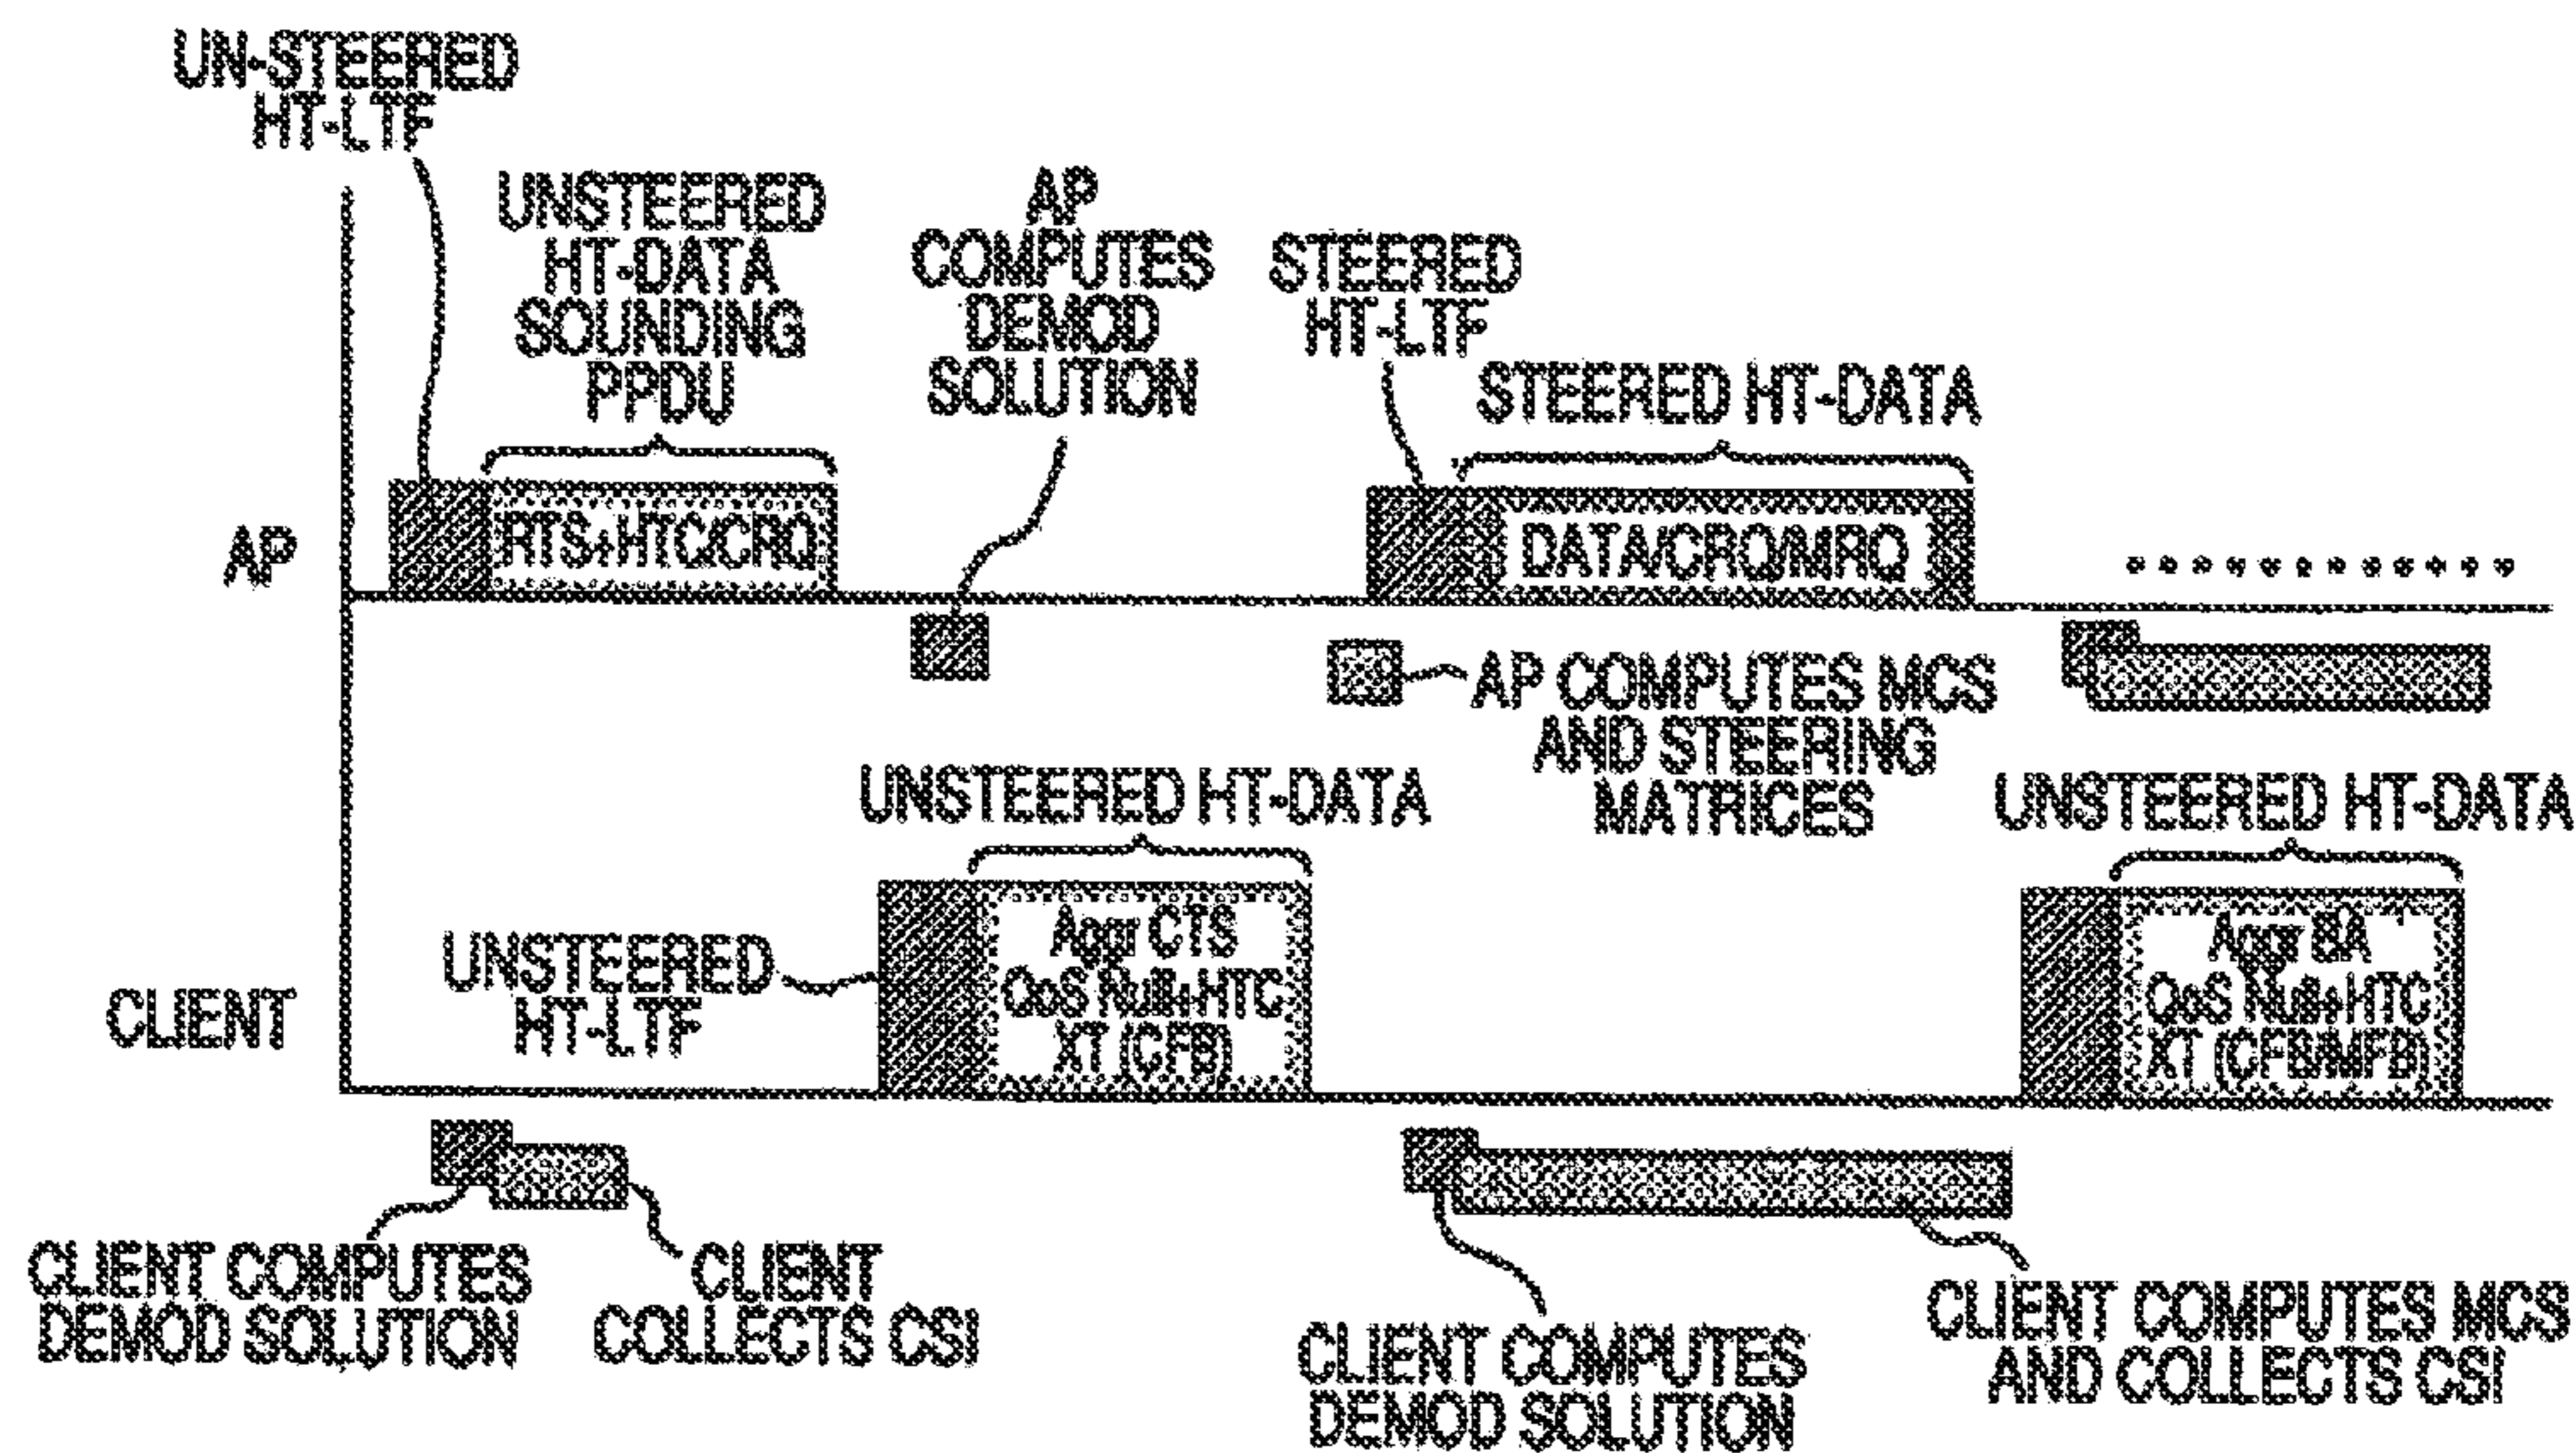 UN-STEERED
HT-LTF
UNSTEERED
HT-DATA
SOUNDING
PPDU
AP
COMPUTES
DEMOD
SOLUTION
STEERED
HT-LTF
STEERED HT-DATA
AP
RTS+HTC/CRQ
DATA/CRQ/MRQ
AP COMPUTES MCS
AND STEERING
MATRICES
UNSTEERED HT-DATA
UNSTEERED HT-DATA
CLIENT
UNSTEERED
HT-LTF
Aggr CTS
QoS Null+HTC
XT (CFB)
Aggr BA
QoS Null+HTC
XT (CFB/MFB)
CLIENT COMPUTES
DEMOD SOLUTION
CLIENT
COLLECTS CSI
CLIENT COMPUTES
DEMOD SOLUTION
CLIENT COMPUTES MCS
AND COLLECTS CSI